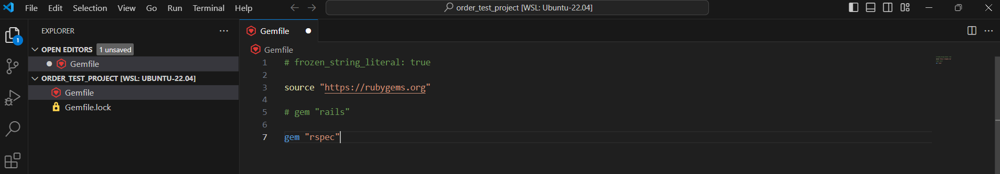 File Edit Selection View Go Run Terminal Help
order_test_project [WSL: Ubuntu-22.04]
1
EXPLORER
OPEN EDITORS 1 unsaved
Gemfile
ORDER_TEST_PROJECT [WSL: UBUNTU-22.04]
Gemfile
Gemfile.lock
Gemfile
Gemfile
1 # frozen_string_literal: true
2
3 source "https://rubygems.org"
4
5 # gem "rails"
6
7 gem "rspec"